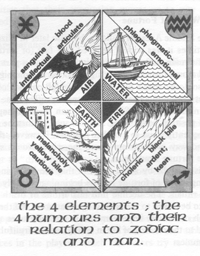 sanguine blood
intellectual articulate
AIR
phlegm phlegmatic-
emotional
WATER
EARTH
melancholy
yellow bile
cautious
FIRE
choleric black bile
ardent;
keen
the 4 elements ; the
4 humours and their
relation to zodiac
and man.